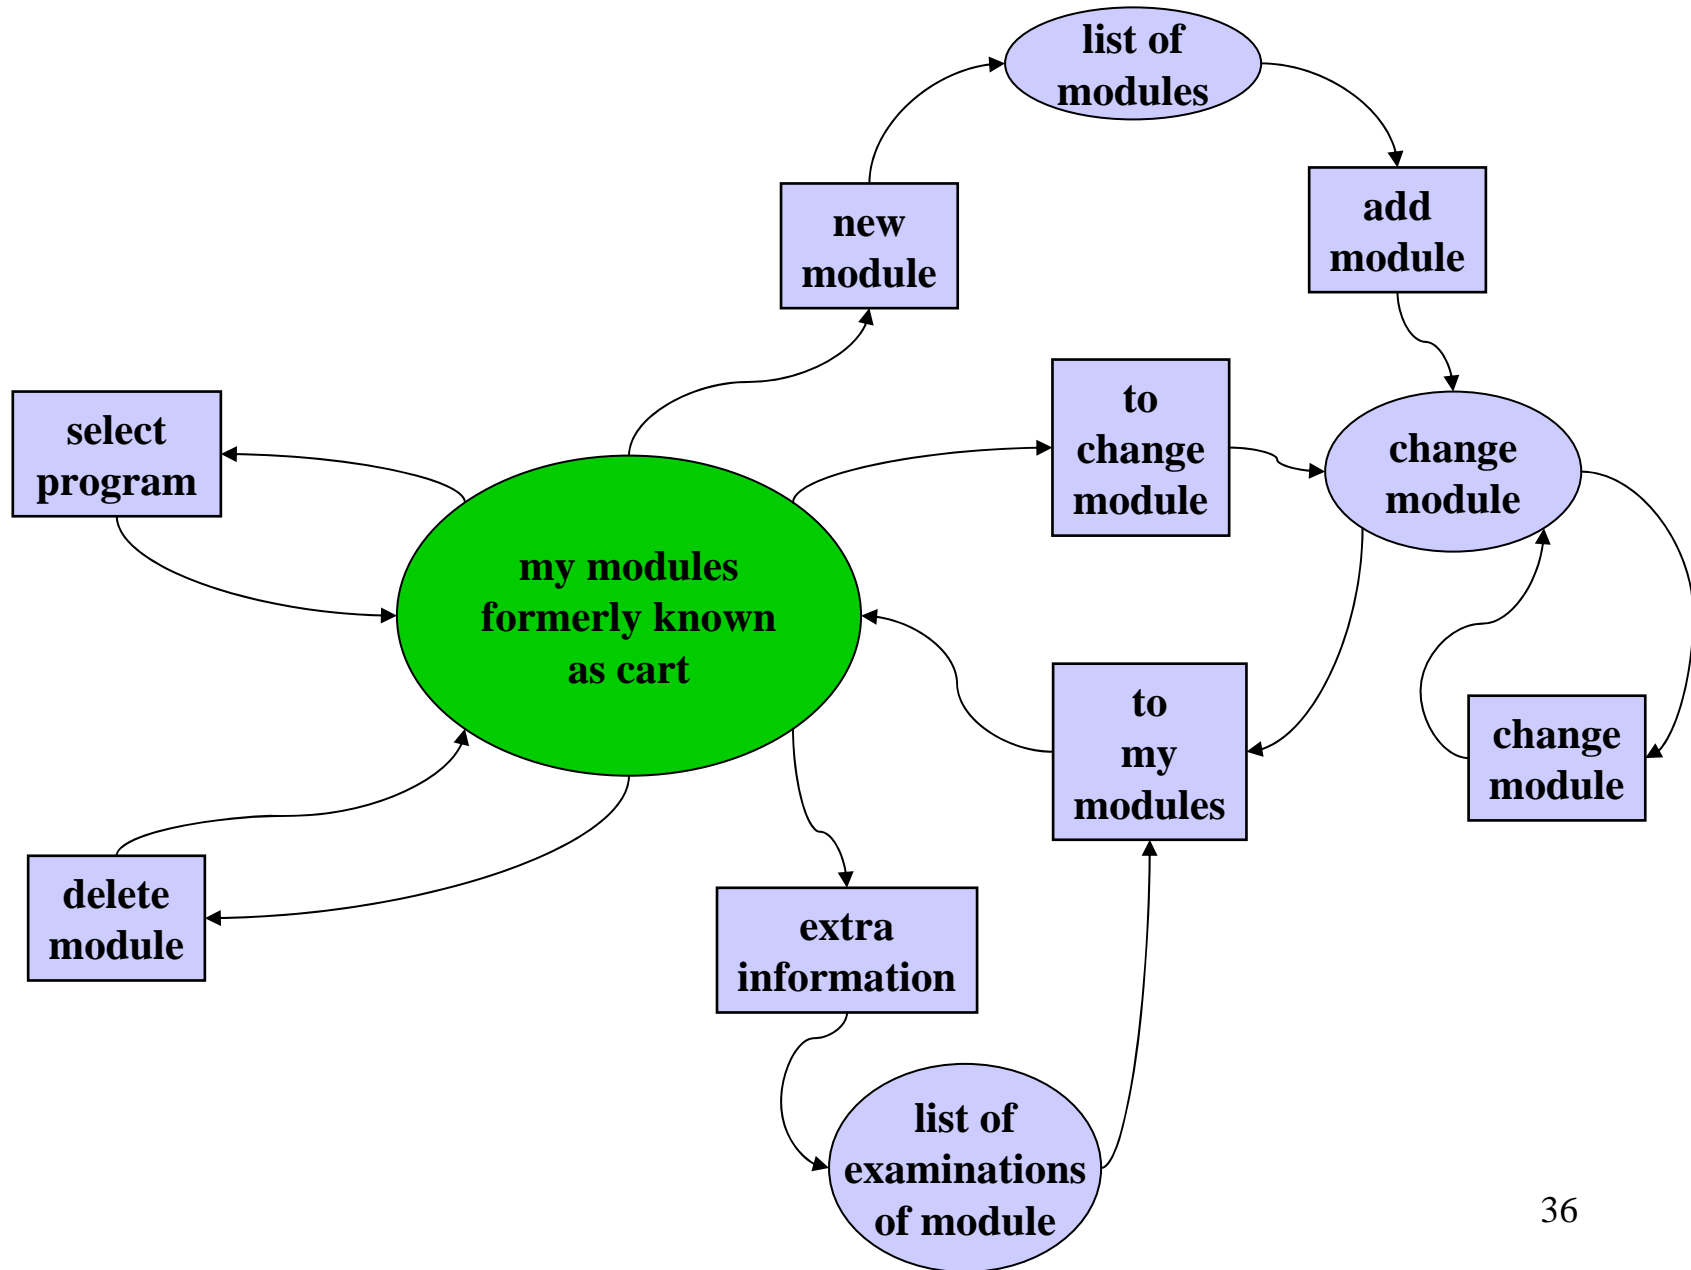 list of
modules
new
module
add
module
select
program
to
change
module
change
module
my modules
formerly known
as cart
to
my
modules
change
module
delete
module
extra
information
list of
examinations
of module
36